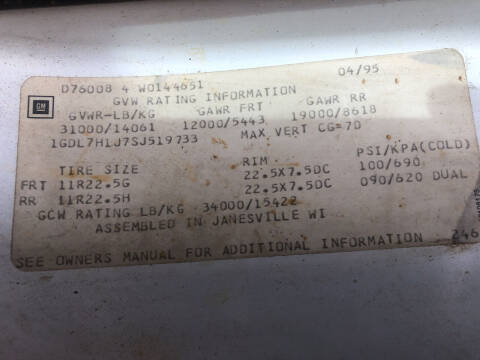 D76008 4 W0144651 04/95
GVW RATING INFORMATION
GM
GVWR-LB/KG GAWR FRT GAWR RR
31000/14061 12000/5443 19000/8618
1GDL7H1J7SJ519733 MAX VERT CG=70
TIRE SIZE RIM PSI/KPA(COLD)
FRT 11R22.5G 22.5X7.50C 100/690
RR 11R22.5H 22.5X7.50C 090/620 DUAL
GCW RATING LB/KG 34000/15422
ASSEMBLED IN JANESVILLE WI
SEE OWNERS MANUAL FOR ADDITIONAL INFORMATION 246